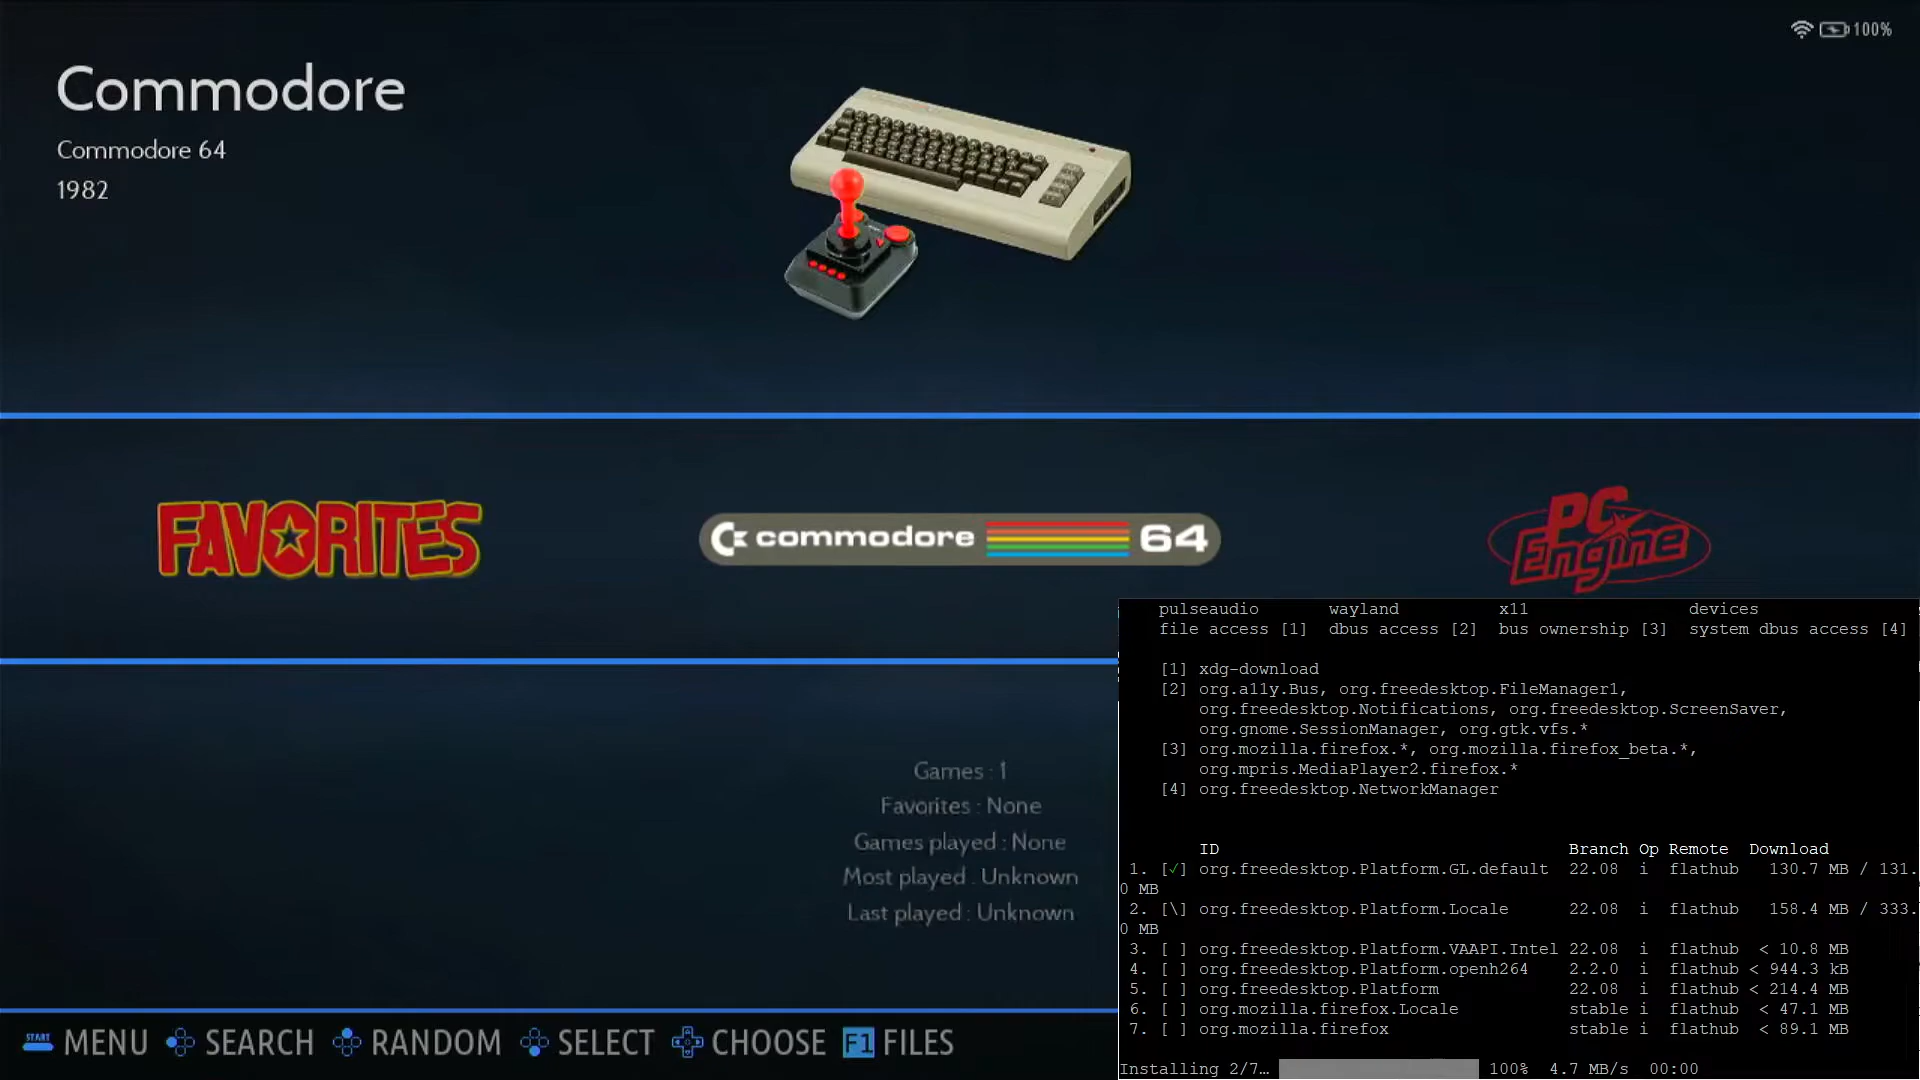 100%
Commodore
Commodore 64
1982
FAVORITES
commodore 64
PC Engine
Games : 1
Favorites : None
Games played : None
Most played : Unknown
Last played : Unknown
pulseaudio wayland x11 devices
file access [1] dbus access [2] bus ownership [3] system dbus access [4]
[1] xdg-download
[2] org.a11y.Bus, org.freedesktop.FileManager1,
org.freedesktop.Notifications, org.freedesktop.ScreenSaver,
org.gnome.SessionManager, org.gtk.vfs.*
[3] org.mozilla.firefox.*, org.mozilla.firefox_beta.*,
org.mpris.MediaPlayer2.firefox.*
[4] org.freedesktop.NetworkManager
ID Branch Op Remote Download
1. [✓] org.freedesktop.Platform.GL.default 22.08 i flathub 130.7 MB / 131.
0 MB
2. [\] org.freedesktop.Platform.Locale 22.08 i flathub 158.4 MB / 333.
0 MB
3. [ ] org.freedesktop.Platform.VAAPI.Intel 22.08 i flathub < 10.8 MB
4. [ ] org.freedesktop.Platform.openh264 2.2.0 i flathub < 944.3 kB
5. [ ] org.freedesktop.Platform 22.08 i flathub < 214.4 MB
6. [ ] org.mozilla.firefox.Locale stable i flathub < 47.1 MB
7. [ ] org.mozilla.firefox stable i flathub < 89.1 MB
Installing 2/7… 100% 4.7 MB/s 00:00
START MENU SEARCH RANDOM SELECT CHOOSE F1 FILES